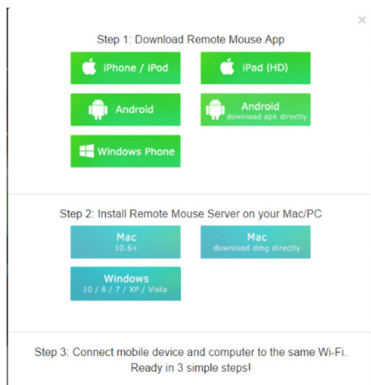 Step 1: Download Remote Mouse App
iPhone / iPod
iPad (HD)
Android
Android
download apk directly
Windows Phone
Step 2: Install Remote Mouse Server on your Mac/PC
Mac
10.6+
Mac
download dmg directly
Windows
10 / 8 / 7 / XP / Vista
Step 3: Connect mobile device and computer to the same Wi-Fi.
Ready in 3 simple steps!